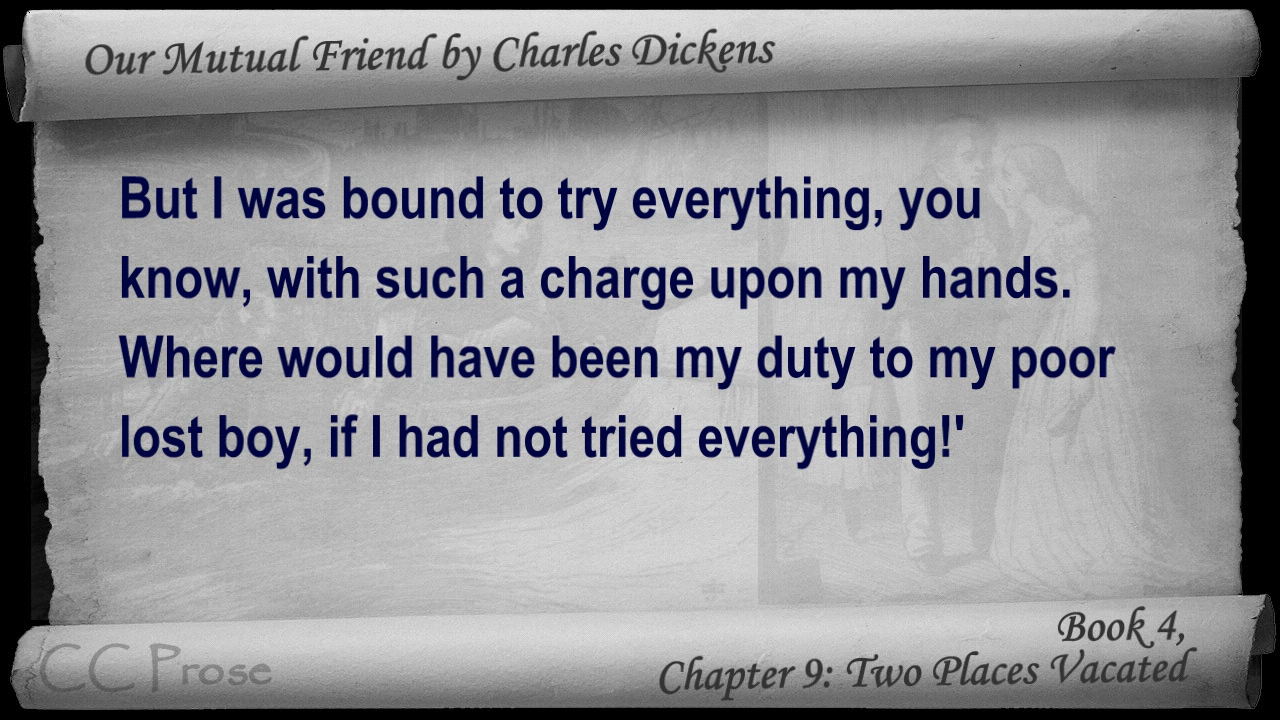 Our Mutual Friend by Charles Dickens
But I was bound to try everything, you
know, with such a charge upon my hands.
Where would have been my duty to my poor
lost boy, if I had not tried everything!'
Book 4,
CC Prose
Chapter 9: Two Places Vacated